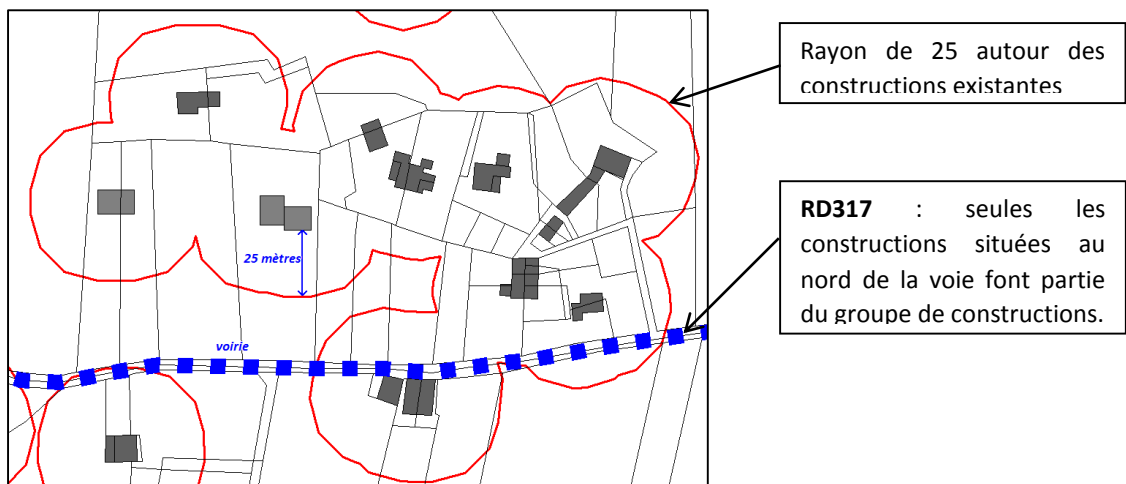 Rayon de 25 autour des
constructions existantes
RD317 : seules les
constructions situées au
nord de la voie font partie
du groupe de constructions.
25 mètres
voirie